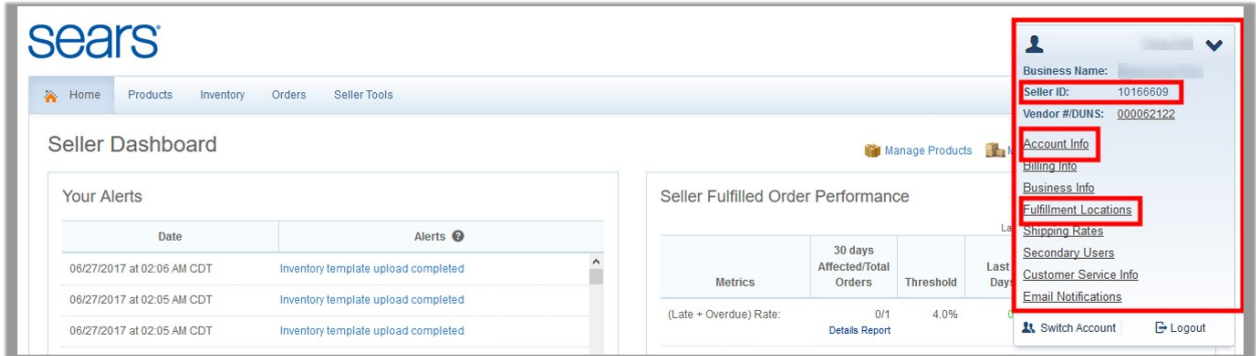 sears
Business Name:
Home Products Inventory Orders Seller Tools
Seller ID: 10166609
Vendor #/DUNS: 000062122
Seller Dashboard
Manage Products
Account Info
Billing Info
Business Info
Fulfillment Locations
Shipping Rates
Secondary Users
Customer Service Info
Email Notifications
Switch Account
Logout
Your Alerts
Date Alerts
06/27/2017 at 02:06 AM CDT Inventory template upload completed
06/27/2017 at 02:05 AM CDT Inventory template upload completed
06/27/2017 at 02:05 AM CDT Inventory template upload completed
Seller Fulfilled Order Performance
Metrics
30 days
Affected/Total
Orders
Threshold
Last
(Late + Overdue) Rate: 0/1 4.0%
Details Report